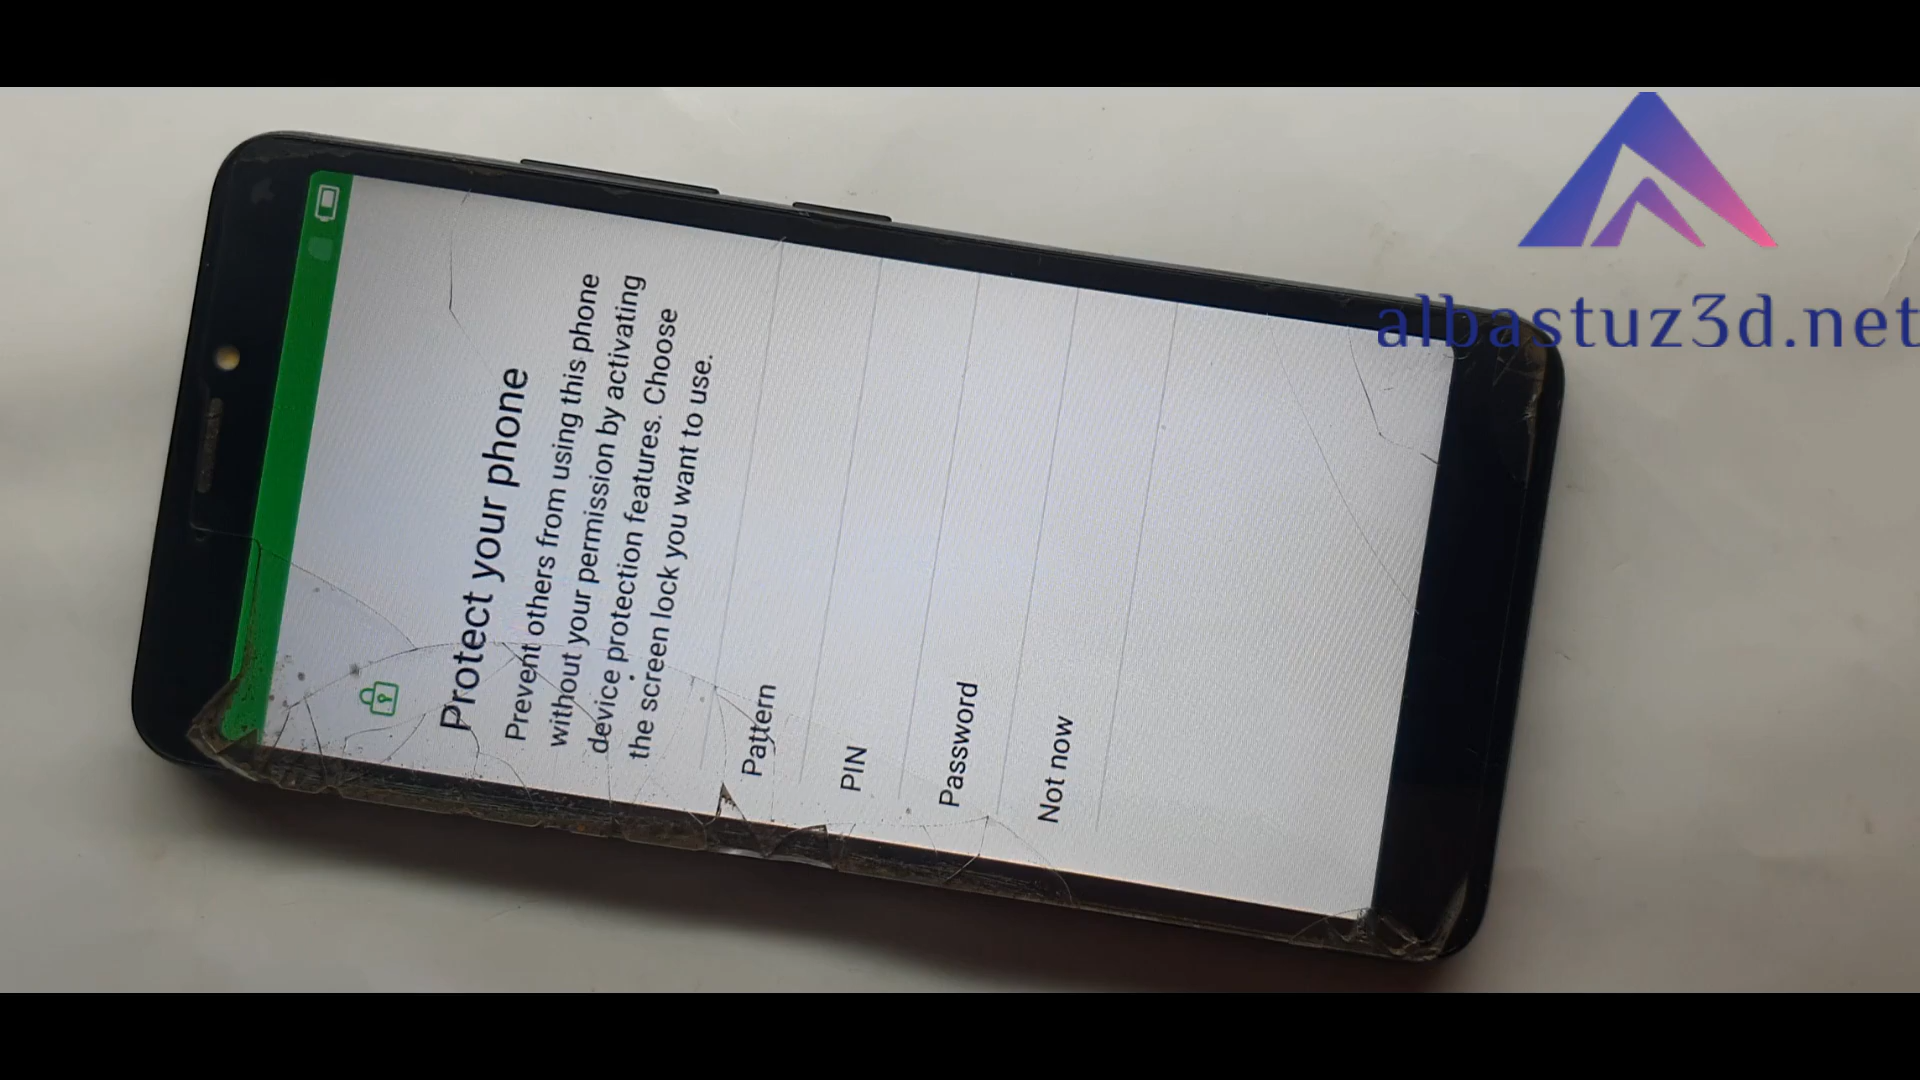 Protect your phone
Prevent others from using this phone
without your permission by activating
device protection features. Choose
the screen lock you want to use.
Pattern
PIN
Password
Not now
albastuz3d.net